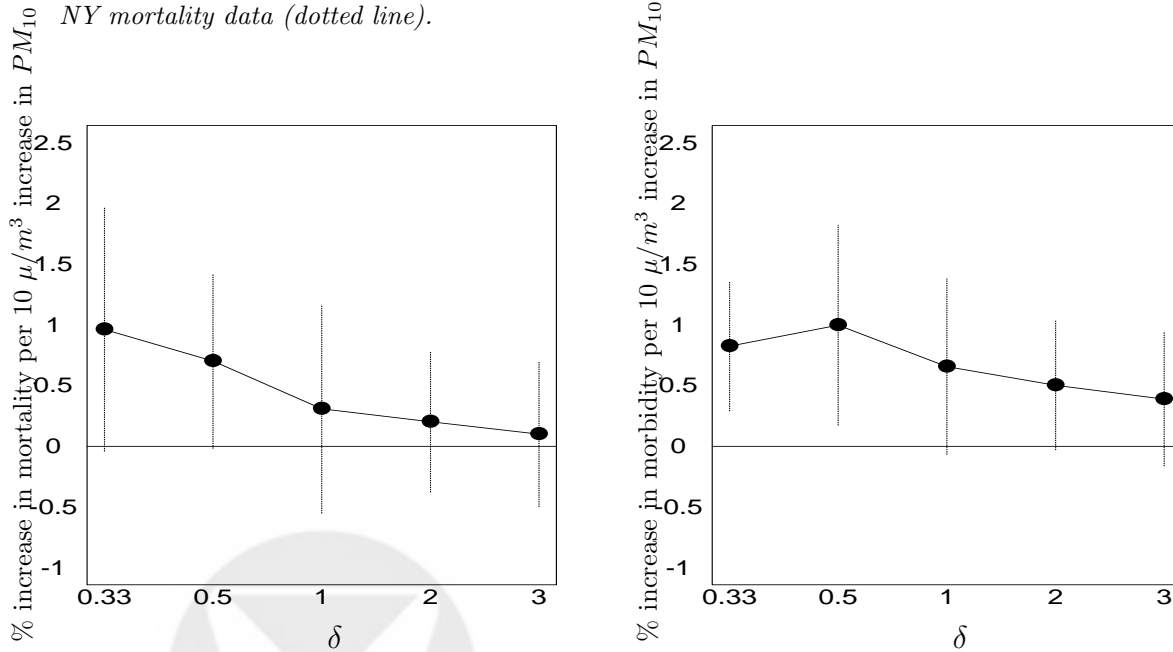 NY mortality data (dotted line).
% increase in mortality per 10 μ/m³ increase in PM₁₀
2.5
2
1.5
1
0.5
0
-0.5
-1
0.33 0.5 1 2 3
δ
% increase in morbidity per 10 μ/m³ increase in PM₁₀
2.5
2
1.5
1
0.5
0
-0.5
-1
0.33 0.5 1 2 3
δ